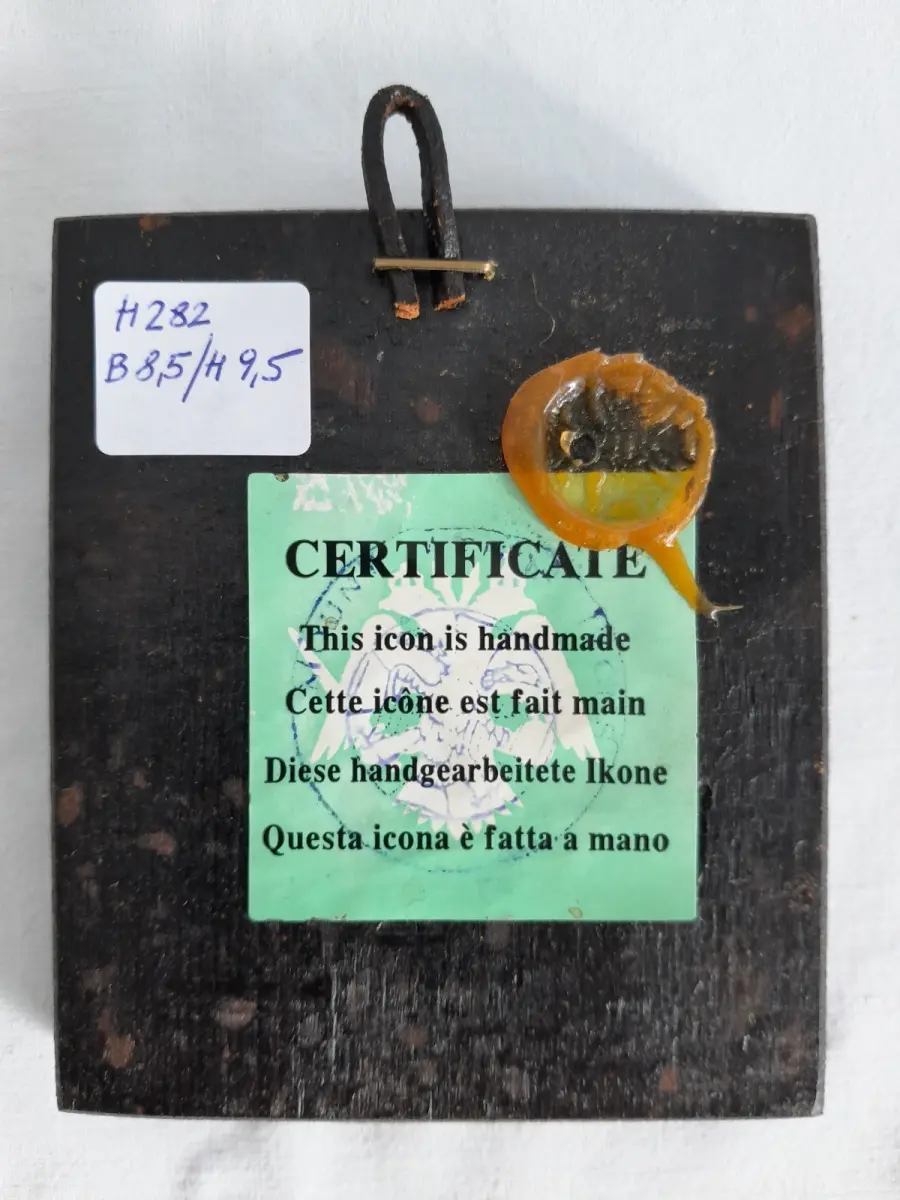 H282
B8,5/H9,5
CERTIFICATE
This icon is handmade
Cette icône est fait main
Diese handgearbeitete Ikone
Questa icona è fatta a mano